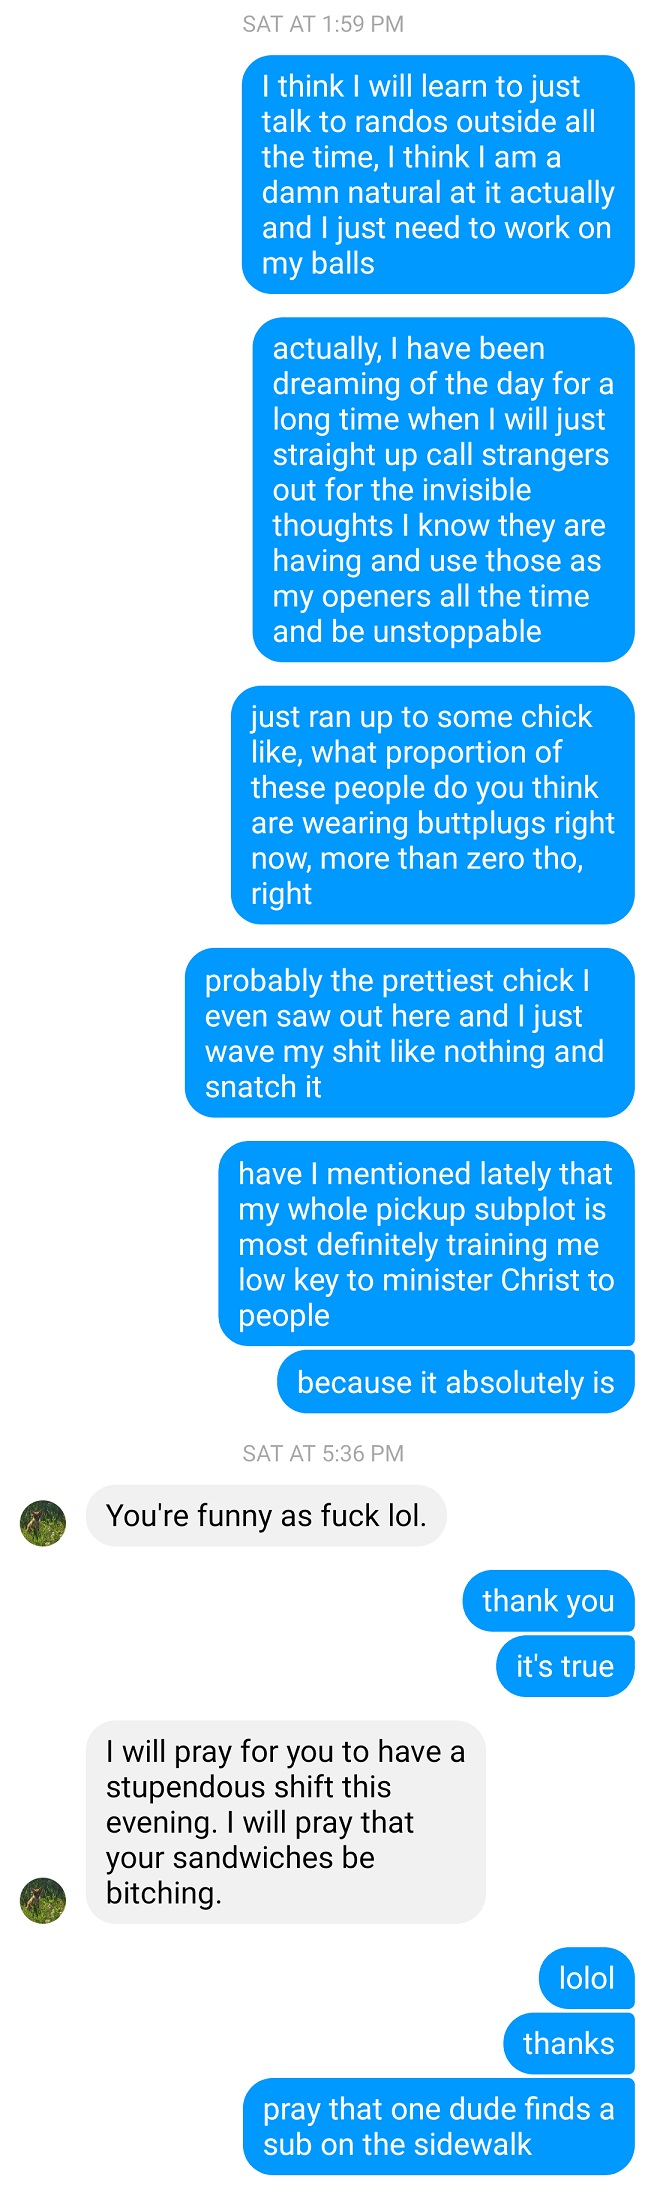 SAT AT 1:59 PM
I think I will learn to just
talk to randos outside all
the time, I think I am a
damn natural at it actually
and I just need to work on
my balls
actually, I have been
dreaming of the day for a
long time when I will just
straight up call strangers
out for the invisible
thoughts I know they are
having and use those as
my openers all the time
and be unstoppable
just ran up to some chick
like, what proportion of
these people do you think
are wearing buttplugs right
now, more than zero tho,
right
probably the prettiest chick I
even saw out here and I just
wave my shit like nothing and
snatch it
have I mentioned lately that
my whole pickup subplot is
most definitely training me
low key to minister Christ to
people
because it absolutely is
SAT AT 5:36 PM
You're funny as fuck lol.
thank you
it's true
I will pray for you to have a
stupendous shift this
evening. I will pray that
your sandwiches be
bitching.
lolol
thanks
pray that one dude finds a
sub on the sidewalk